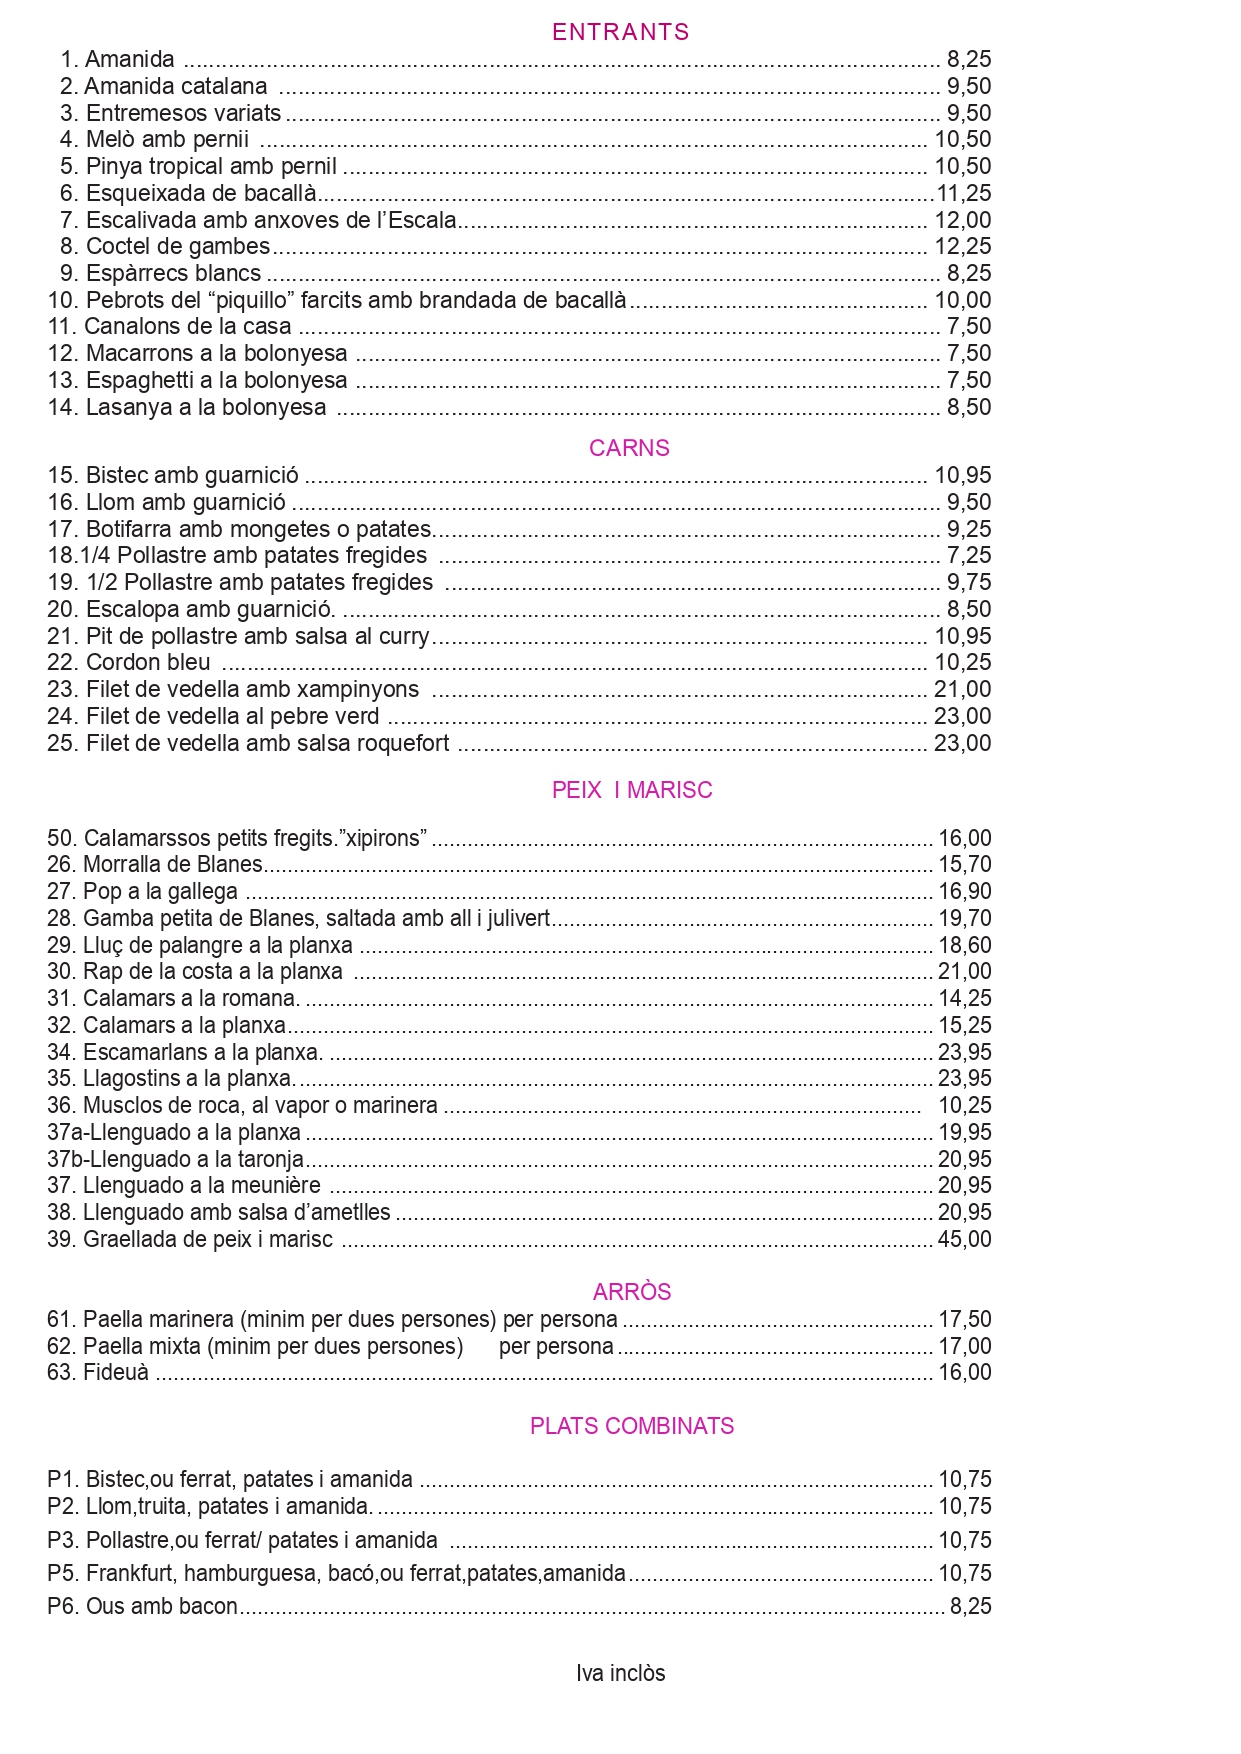 ENTRANTS
1. Amanida ........................................................................................................................ 8,25
2. Amanida catalana ......................................................................................................... 9,50
3. Entremesos variats ........................................................................................................ 9,50
4. Melò amb pernii .......................................................................................................... 10,50
5. Pinya tropical amb pernil ............................................................................................. 10,50
6. Esqueixada de bacallà.................................................................................................. 11,25
7. Escalivada amb anxoves de l’Escala........................................................................... 12,00
8. Coctel de gambes........................................................................................................ 12,25
9. Espàrrecs blancs ........................................................................................................... 8,25
10. Pebrots del “piquillo” farcits amb brandada de bacallà............................................... 10,00
11. Canalons de la casa ..................................................................................................... 7,50
12. Macarrons a la bolonyesa ............................................................................................. 7,50
13. Espaghetti a la bolonyesa ............................................................................................. 7,50
14. Lasanya a la bolonyesa ................................................................................................ 8,50
CARNS
15. Bistec amb guarnició ................................................................................................... 10,95
16. Llom amb guarnició ....................................................................................................... 9,50
17. Botifarra amb mongetes o patates................................................................................. 9,25
18.1/4 Pollastre amb patates fregides ................................................................................ 7,25
19. 1/2 Pollastre amb patates fregides ............................................................................... 9,75
20. Escalopa amb guarnició. ............................................................................................... 8,50
21. Pit de pollastre amb salsa al curry............................................................................... 10,95
22. Cordon bleu ................................................................................................................ 10,25
23. Filet de vedella amb xampinyons ............................................................................... 21,00
24. Filet de vedella al pebre verd ...................................................................................... 23,00
25. Filet de vedella amb salsa roquefort ........................................................................... 23,00
PEIX I MARISC
50. Calamarssos petits fregits.”xipirons” .................................................................................... 16,00
26. Morralla de Blanes................................................................................................................ 15,70
27. Pop a la gallega ................................................................................................................... 16,90
28. Gamba petita de Blanes, saltada amb all i julivert................................................................ 19,70
29. Lluç de palangre a la planxa ................................................................................................ 18,60
30. Rap de la costa a la planxa ................................................................................................. 21,00
31. Calamars a la romana. ......................................................................................................... 14,25
32. Calamars a la planxa............................................................................................................ 15,25
34. Escamarlans a la planxa. ..................................................................................................... 23,95
35. Llagostins a la planxa. .......................................................................................................... 23,95
36. Musclos de roca, al vapor o marinera ................................................................................ 10,25
37a-Llenguado a la planxa ......................................................................................................... 19,95
37b-Llenguado a la taronja......................................................................................................... 20,95
37. Llenguado a la meunière ..................................................................................................... 20,95
38. Llenguado amb salsa d’ametlles .......................................................................................... 20,95
39. Graellada de peix i marisc ................................................................................................... 45,00
ARRÒS
61. Paella marinera (minim per dues persones) per persona .................................................... 17,50
62. Paella mixta (minim per dues persones) per persona ..................................................... 17,00
63. Fideuà .................................................................................................................................. 16,00
PLATS COMBINATS
P1. Bistec,ou ferrat, patates i amanida ...................................................................................... 10,75
P2. Llom,truita, patates i amanida. ............................................................................................. 10,75
P3. Pollastre,ou ferrat/ patates i amanida ................................................................................. 10,75
P5. Frankfurt, hamburguesa, bacó,ou ferrat,patates,amanida................................................... 10,75
P6. Ous amb bacon...................................................................................................................... 8,25
Iva inclòs